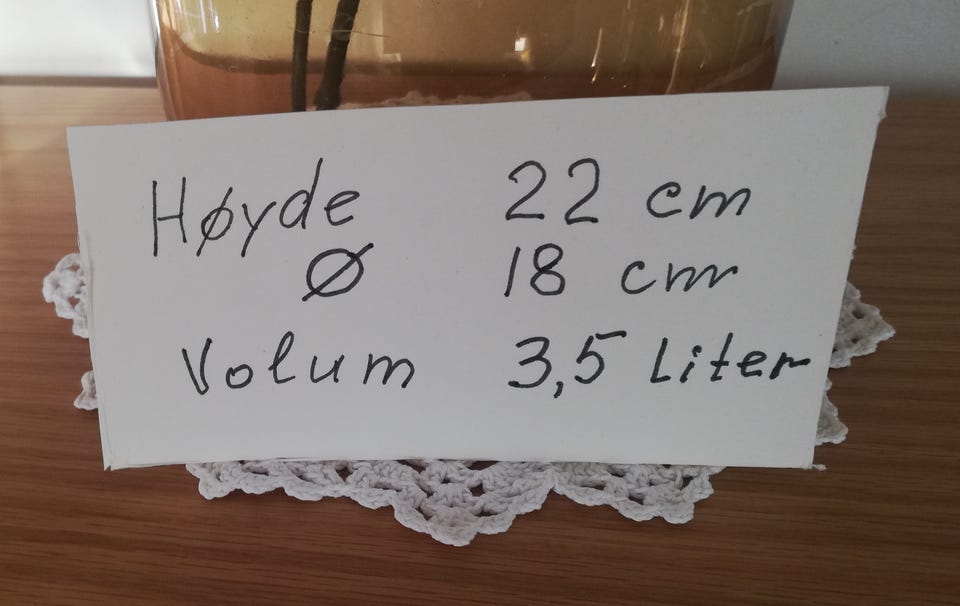 Høyde 22 cm
Ø 18 cm
Volum 3,5 Liter